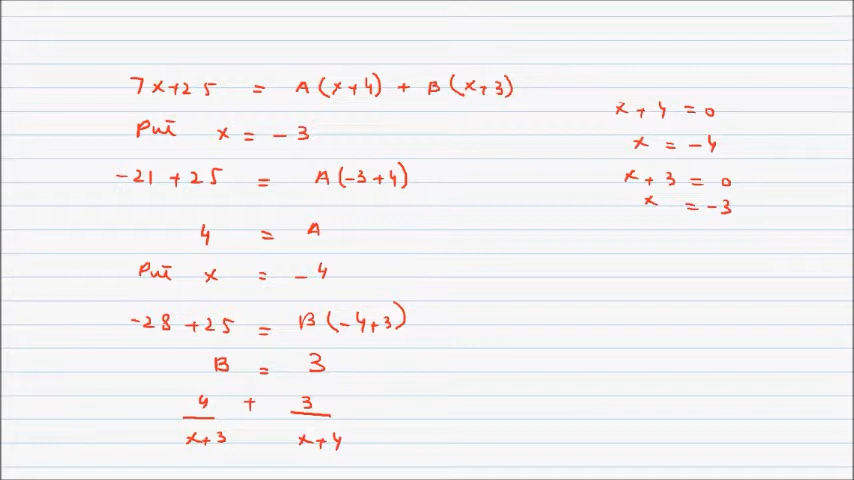 7x+25 = A(x+4) + B(x+3)
Put x = -3
-21 +25 = A(-3+4)
4 = A
Put x = -4
-28 +25 = B(-4+3)
B = 3
4/x+3 + 3/x+4
x + 4 = 0
x = -4
x + 3 = 0
x = -3